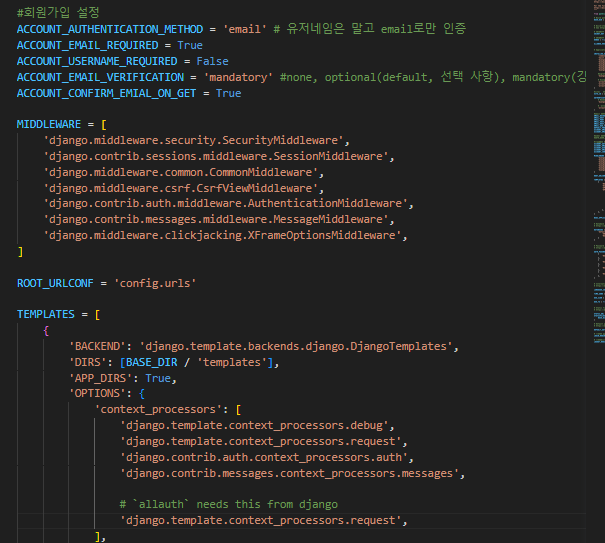 #회원가입 설정
ACCOUNT_AUTHENTICATION_METHOD = 'email' # 유저네임은 말고 email로만 인증
ACCOUNT_EMAIL_REQUIRED = True
ACCOUNT_USERNAME_REQUIRED = False
ACCOUNT_EMAIL_VERIFICATION = 'mandatory' #none, optional(default, 선택 사항), mandatory(강
ACCOUNT_CONFIRM_EMIAL_ON_GET = True
MIDDLEWARE = [
'django.middleware.security.SecurityMiddleware',
'django.contrib.sessions.middleware.SessionMiddleware',
'django.middleware.common.CommonMiddleware',
'django.middleware.csrf.CsrfViewMiddleware',
'django.contrib.auth.middleware.AuthenticationMiddleware',
'django.contrib.messages.middleware.MessageMiddleware',
'django.middleware.clickjacking.XFrameOptionsMiddleware',
]
ROOT_URLCONF = 'config.urls'
TEMPLATES = [
{
'BACKEND': 'django.template.backends.django.DjangoTemplates',
'DIRS': [BASE_DIR / 'templates'],
'APP_DIRS': True,
'OPTIONS': {
'context_processors': [
'django.template.context_processors.debug',
'django.template.context_processors.request',
'django.contrib.auth.context_processors.auth',
'django.contrib.messages.context_processors.messages',
# `allauth` needs this from django
'django.template.context_processors.request',
],